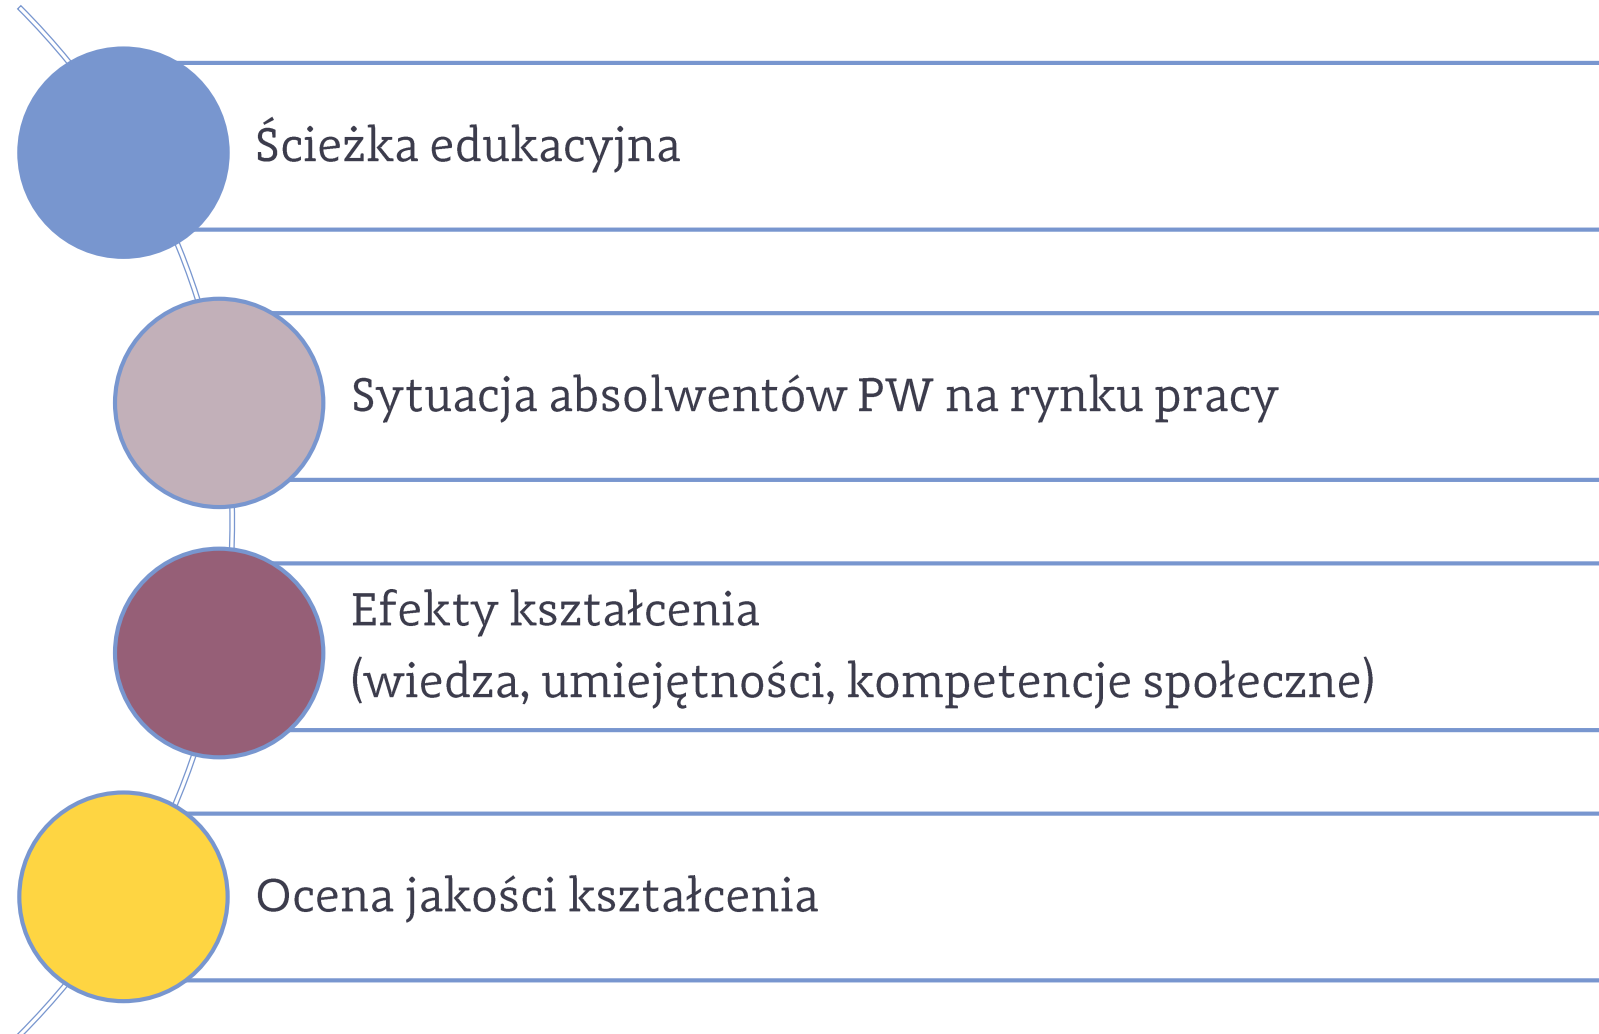 Ścieżka edukacyjna
Sytuacja absolwentów PW na rynku pracy
Efekty kształcenia
(wiedza, umiejętności, kompetencje społeczne)
Ocena jakości kształcenia